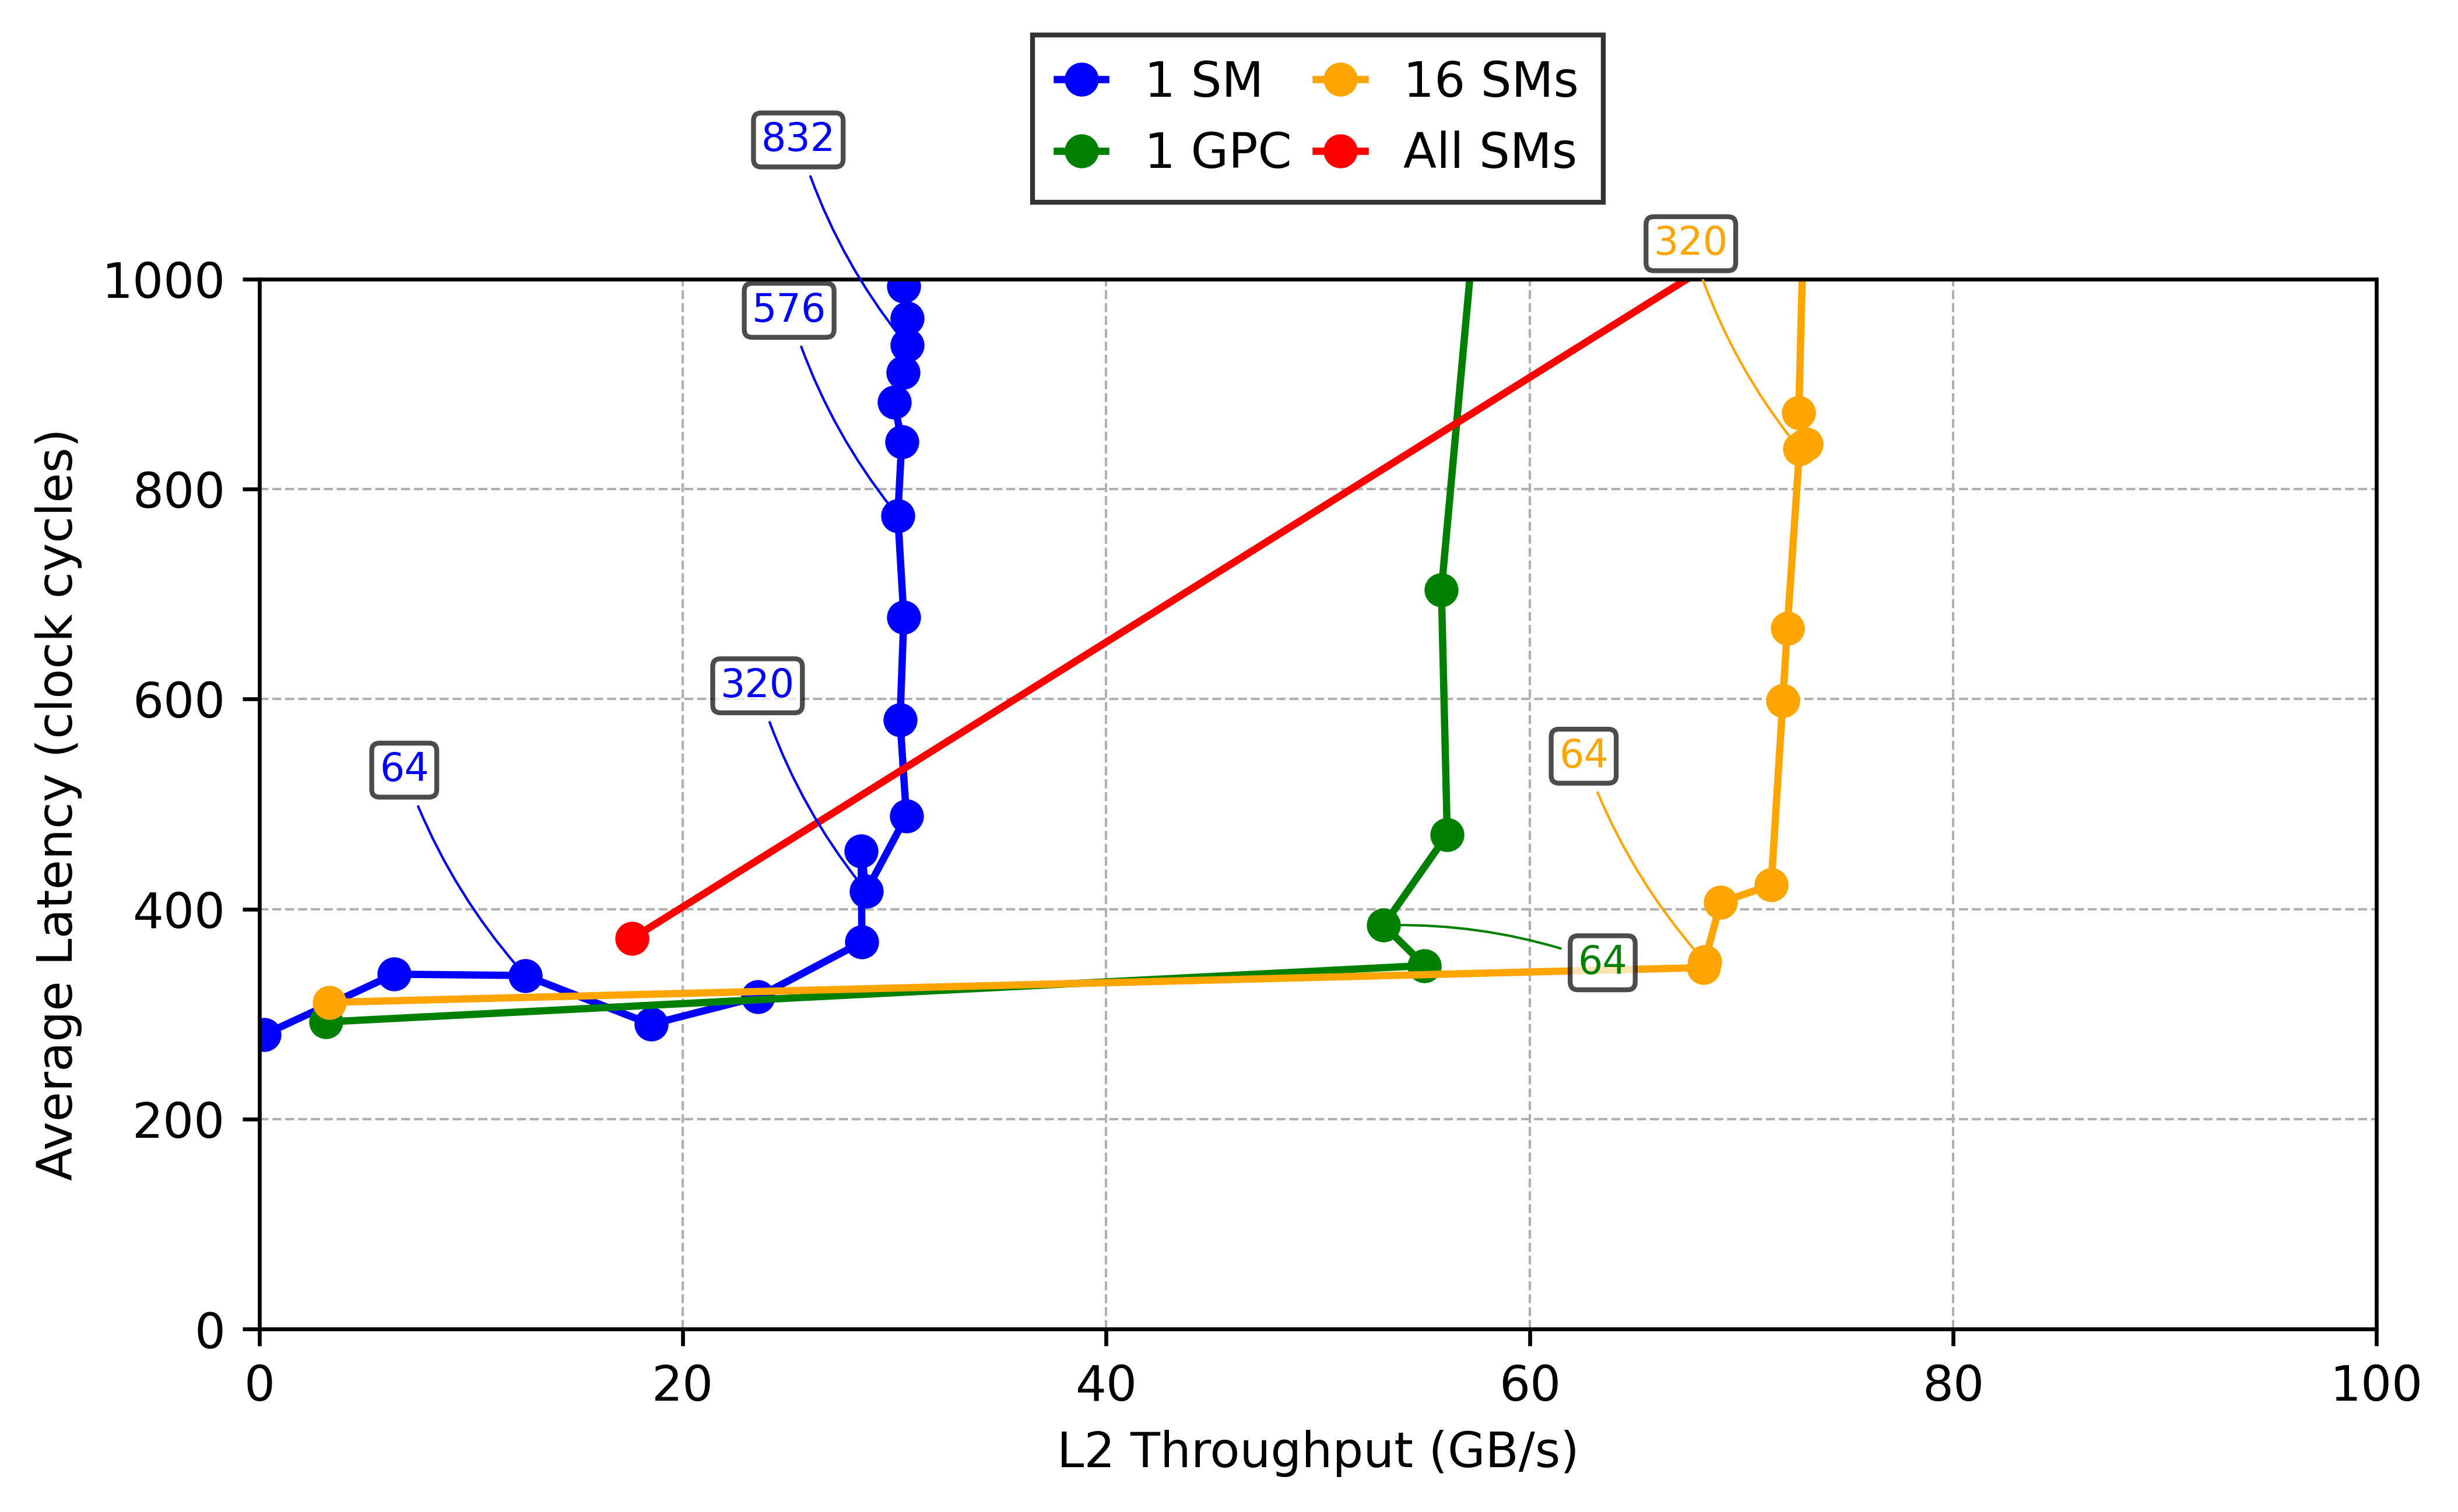 1 SM
16 SMs
1 GPC
All SMs
832
320
576
320
64
64
64
1000
800
600
400
200
0
Average Latency (clock cycles)
0 20 40 60 80 100
L2 Throughput (GB/s)